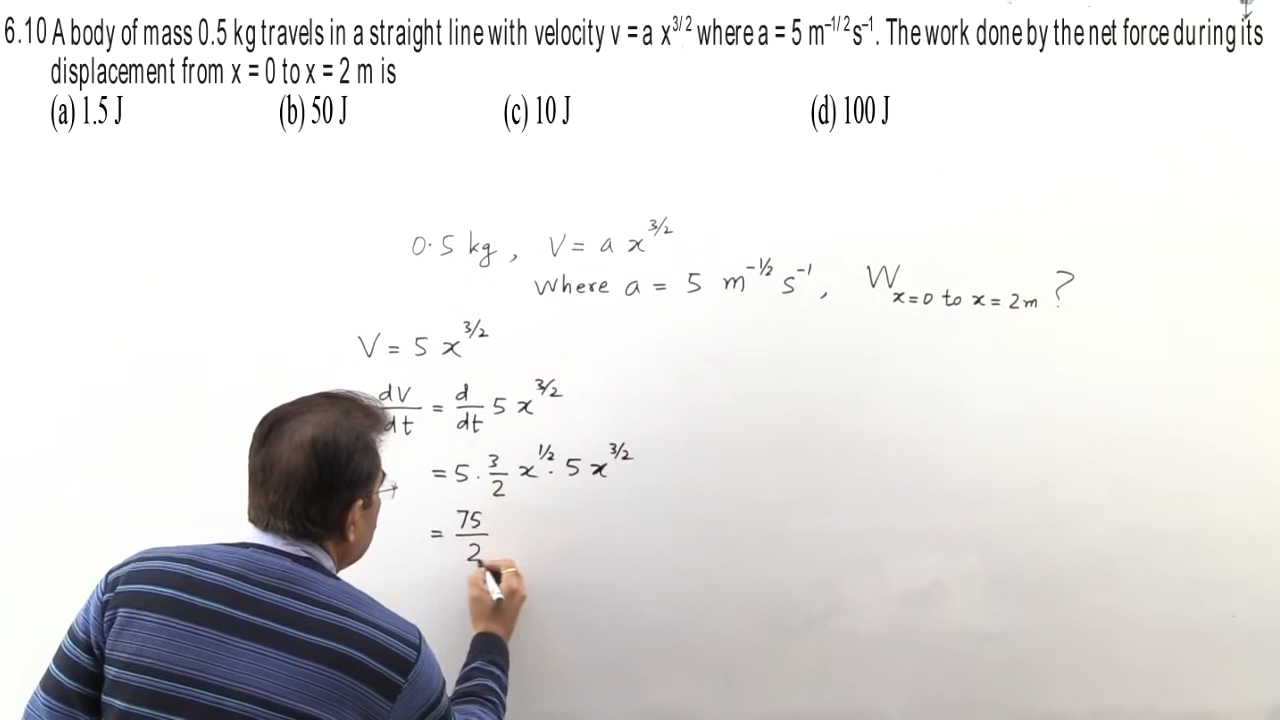 6.10 A body of mass 0.5 kg travels in a straight line with velocity v = a x^{3/2} where a = 5 m^{-1/2}s^{-1}. The work done by the net force during its
displacement from x = 0 to x = 2 m is
(a) 1.5 J (b) 50 J (c) 10 J (d) 100 J
0.5 kg, V = a x^{3/2}
Where a = 5 m^{-1/2} s^{-1}, W_{x=0 to x=2m} ?
V = 5 x^{3/2}
dV/dt = d/dt 5 x^{3/2}
= 5 · 3/2 x^{1/2} · 5 x^{3/2}
= 75/2